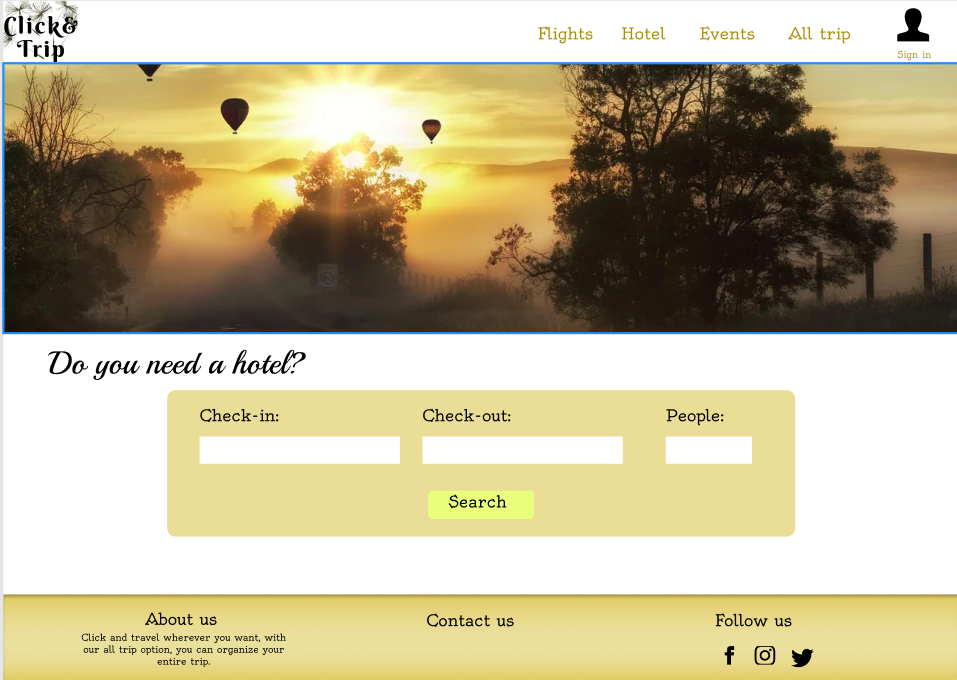 Click&
Trip
Flights Hotel Events All trip
Sign in
Do you need a hotel?
Check-in: Check-out: People:
Search
About us Contact us Follow us
Click and travel wherever you want, with
our all trip option, you can organize your
entire trip.